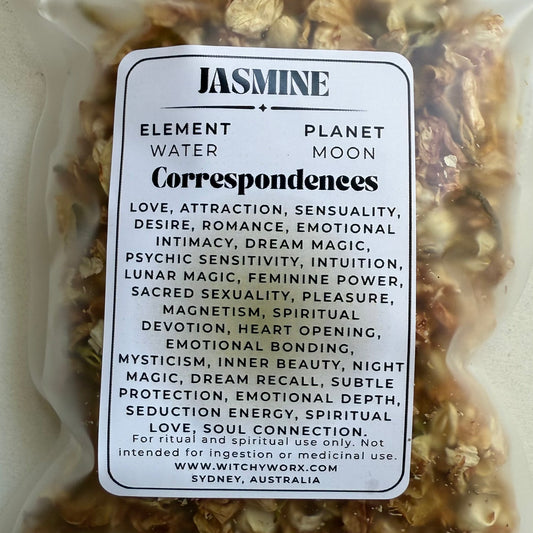 JASMINE
ELEMENT PLANET
WATER MOON
Correspondences
LOVE, ATTRACTION, SENSUALITY,
DESIRE, ROMANCE, EMOTIONAL
INTIMACY, DREAM MAGIC,
PSYCHIC SENSITIVITY, INTUITION,
LUNAR MAGIC, FEMININE POWER,
SACRED SEXUALITY, PLEASURE,
MAGNETISM, SPIRITUAL
DEVOTION, HEART OPENING,
EMOTIONAL BONDING,
MYSTICISM, INNER BEAUTY, NIGHT
MAGIC, DREAM RECALL, SUBTLE
PROTECTION, EMOTIONAL DEPTH,
SEDUCTION ENERGY, SPIRITUAL
LOVE, SOUL CONNECTION.
For ritual and spiritual use only. Not
intended for ingestion or medicinal use.
WWW.WITCHYWORX.COM
SYDNEY, AUSTRALIA